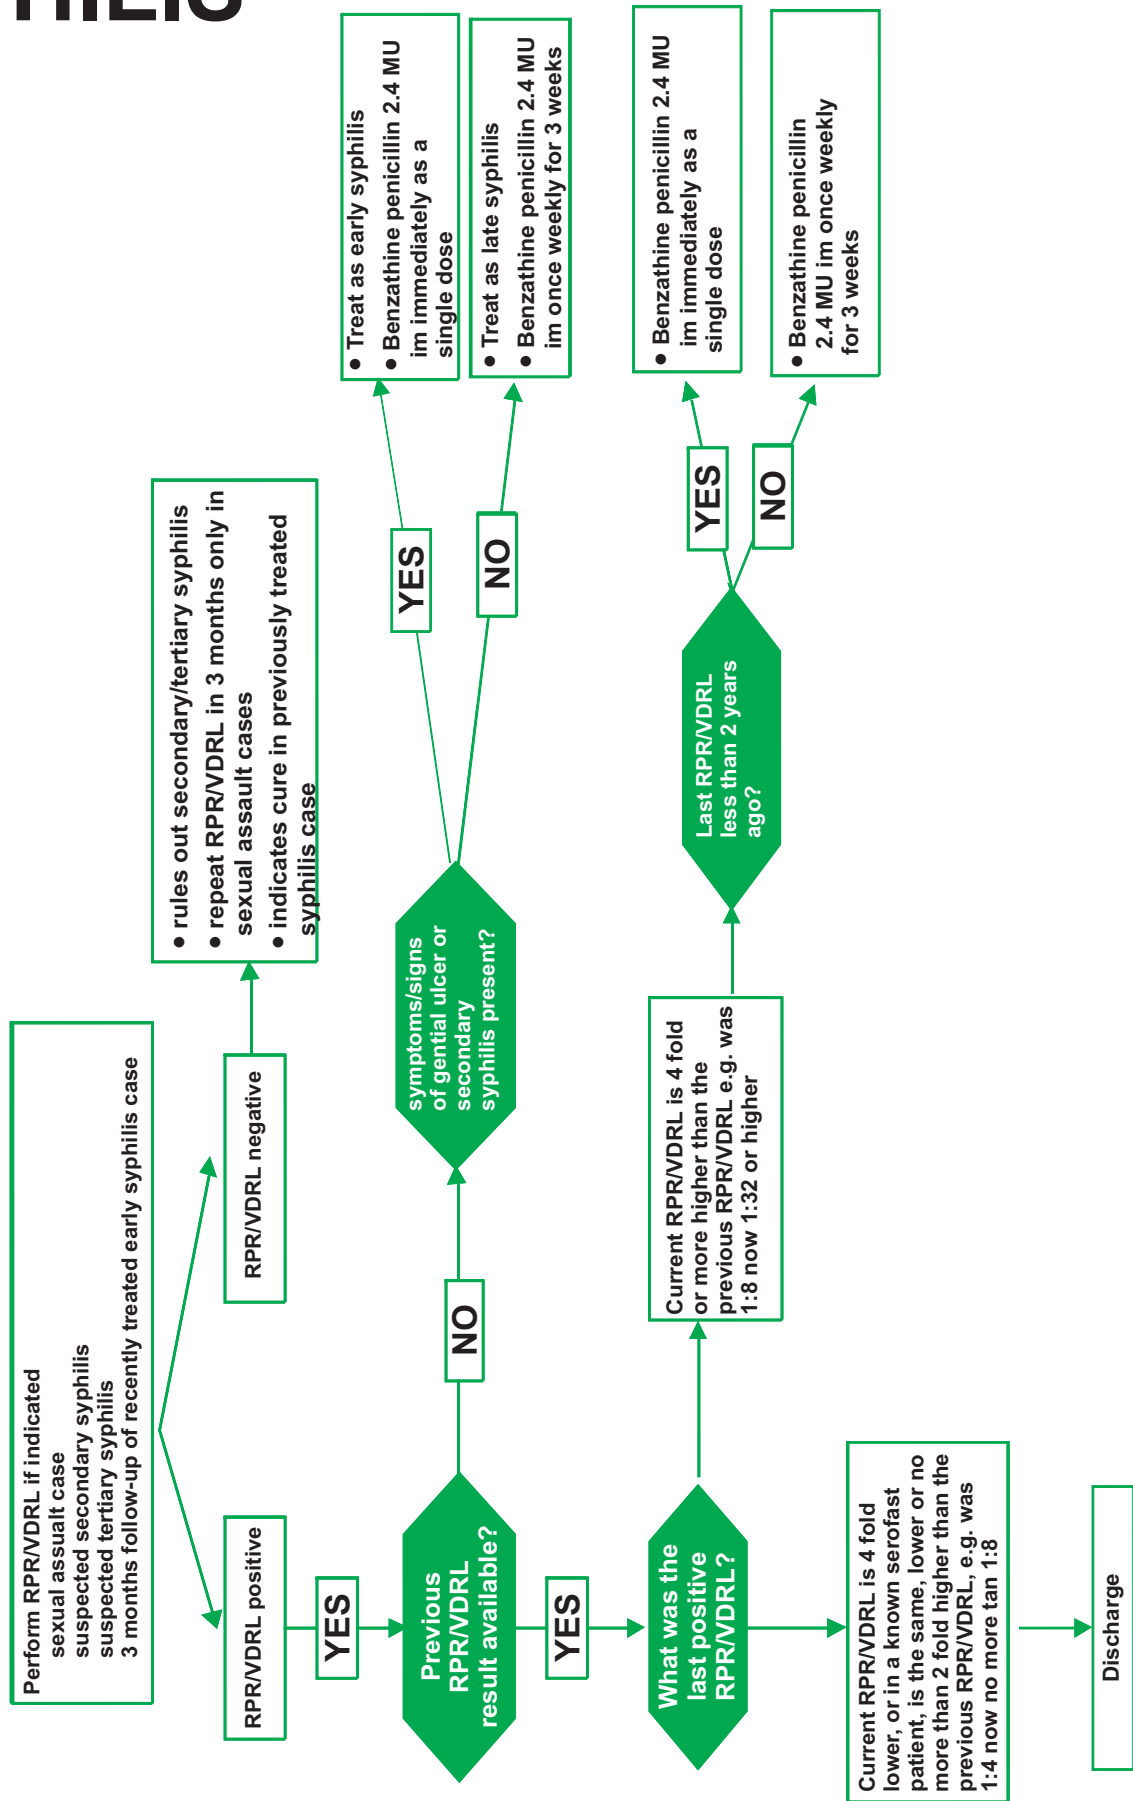 HILIS
Perform RPR/VDRL if indicated
sexual assualt case
suspected secondary syphilis
suspected tertiary syphilis
3 months follow-up of recently treated early syphilis case
RPR/VDRL positive
RPR/VDRL negative
● rules out secondary/tertiary syphilis
● repeat RPR/VDRL in 3 months only in
sexual assault cases
● indicates cure in previously treated
syphilis case
YES
Previous
RPR/VDRL
result available?
NO
symptoms/signs
of gential ulcer or
secondary
syphilis present?
YES
● Treat as early syphilis
● Benzathine penicillin 2.4 MU
im immediately as a
single dose
NO
● Treat as late syphilis
● Benzathine penicillin 2.4 MU
im once weekly for 3 weeks
YES
What was the
last positive
RPR/VDRL?
Current RPR/VDRL is 4 fold
or more higher than the
previous RPR/VDRL e.g. was
1:8 now 1:32 or higher
Last RPR/VDRL
less than 2 years
ago?
YES
● Benzathine penicillin 2.4 MU
im immediately as a
single dose
NO
● Benzathine penicillin
2.4 MU im once weekly
for 3 weeks
Current RPR/VDRL is 4 fold
lower, or in a known serofast
patient, is the same, lower or no
more than 2 fold higher than the
previous RPR/VDRL, e.g. was
1:4 now no more tan 1:8
Discharge